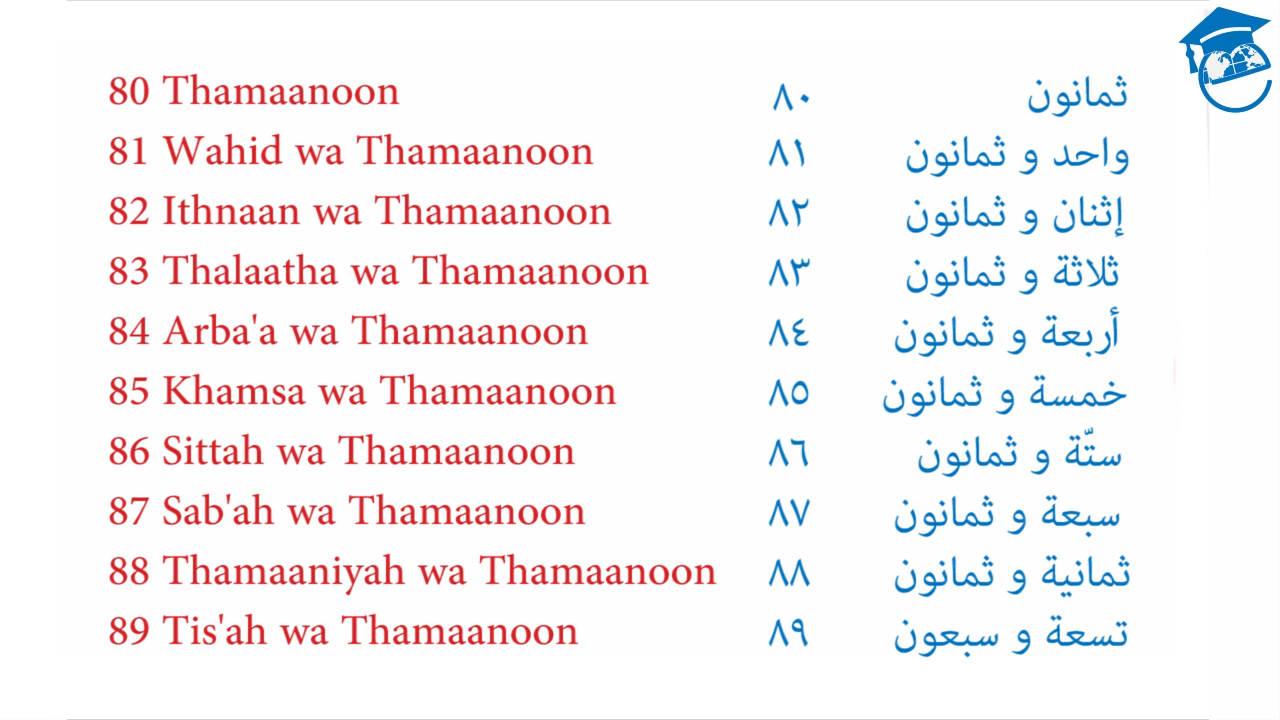 80 Thamaanoon ٨٠ ثمانون
81 Wahid wa Thamaanoon ٨١ واحد و ثمانون
82 Ithnaan wa Thamaanoon ٨٢ إثنان و ثمانون
83 Thalaatha wa Thamaanoon ٨٣ ثلاثة و ثمانون
84 Arba'a wa Thamaanoon ٨٤ أربعة و ثمانون
85 Khamsa wa Thamaanoon ٨٥ خمسة و ثمانون
86 Sittah wa Thamaanoon ٨٦ ستّة و ثمانون
87 Sab'ah wa Thamaanoon ٨٧ سبعة و ثمانون
88 Thamaaniyah wa Thamaanoon ٨٨ ثمانية و ثمانون
89 Tis'ah wa Thamaanoon ٨٩ تسعة و سبعون